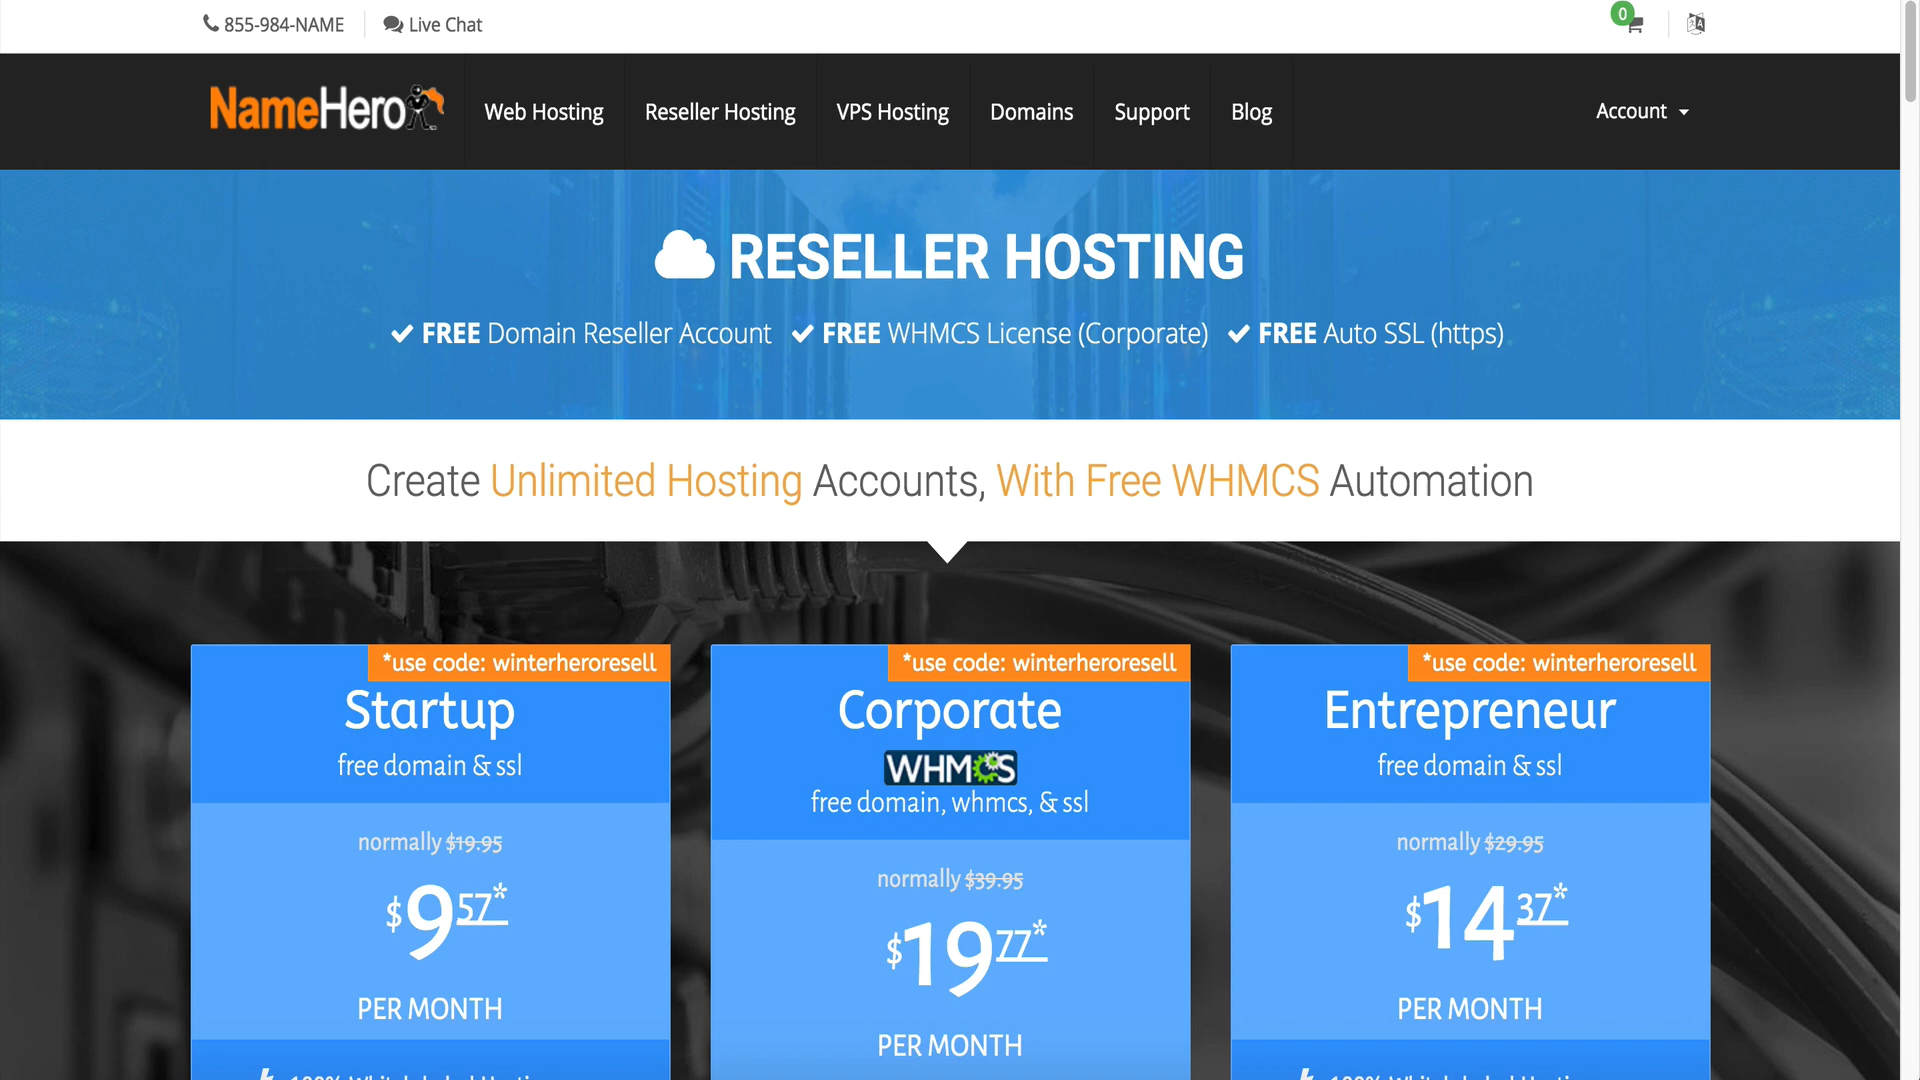 855-984-NAME
Live Chat
0
NameHero
Web Hosting
Reseller Hosting
VPS Hosting
Domains
Support
Blog
Account
RESELLER HOSTING
FREE Domain Reseller Account
FREE WHMCS License (Corporate)
FREE Auto SSL (https)
Create Unlimited Hosting Accounts, With Free WHMCS Automation
*use code: winterheroresell
Startup
free domain & ssl
normally $19.95
$9 57*
PER MONTH
*use code: winterheroresell
Corporate
WHMCS
free domain, whmcs, & ssl
normally $39.95
$19 77*
PER MONTH
*use code: winterheroresell
Entrepreneur
free domain & ssl
normally $29.95
$14 37*
PER MONTH